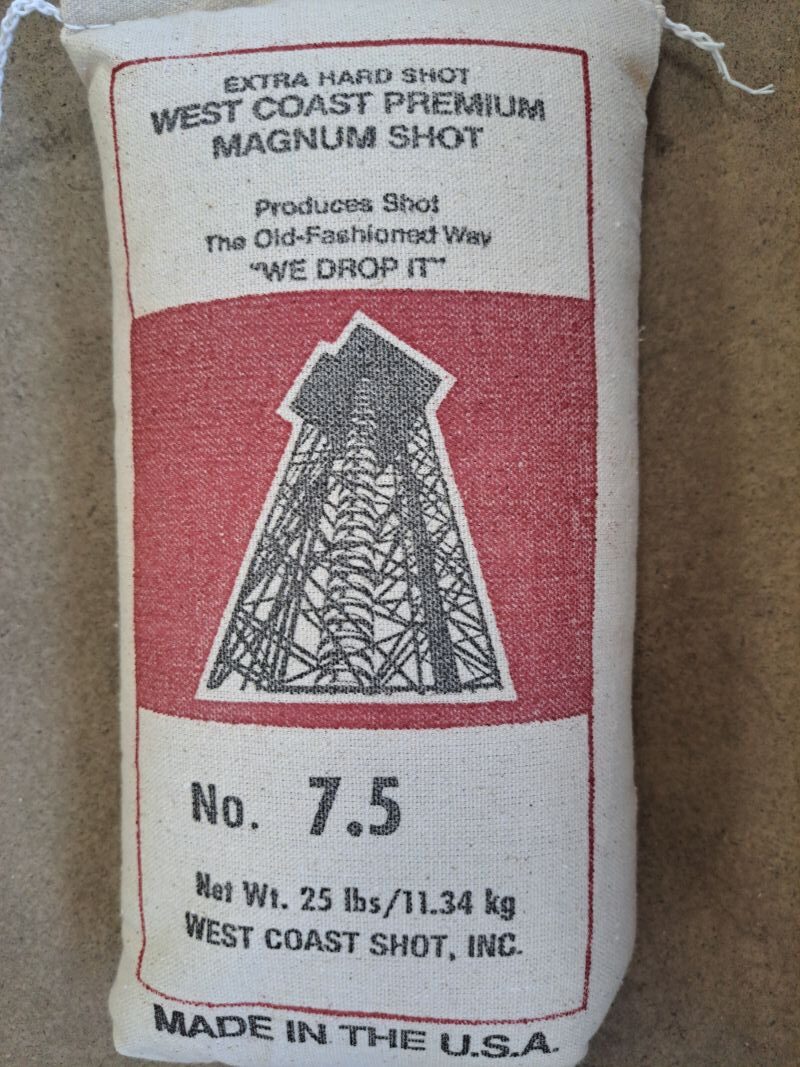 EXTRA HARD SHOT
WEST COAST PREMIUM
MAGNUM SHOT
Produces Shot
The Old-Fashioned Way
"WE DROP IT"
No. 7.5
Net Wt. 25 lbs/11.34 kg
WEST COAST SHOT, INC.
MADE IN THE U.S.A.